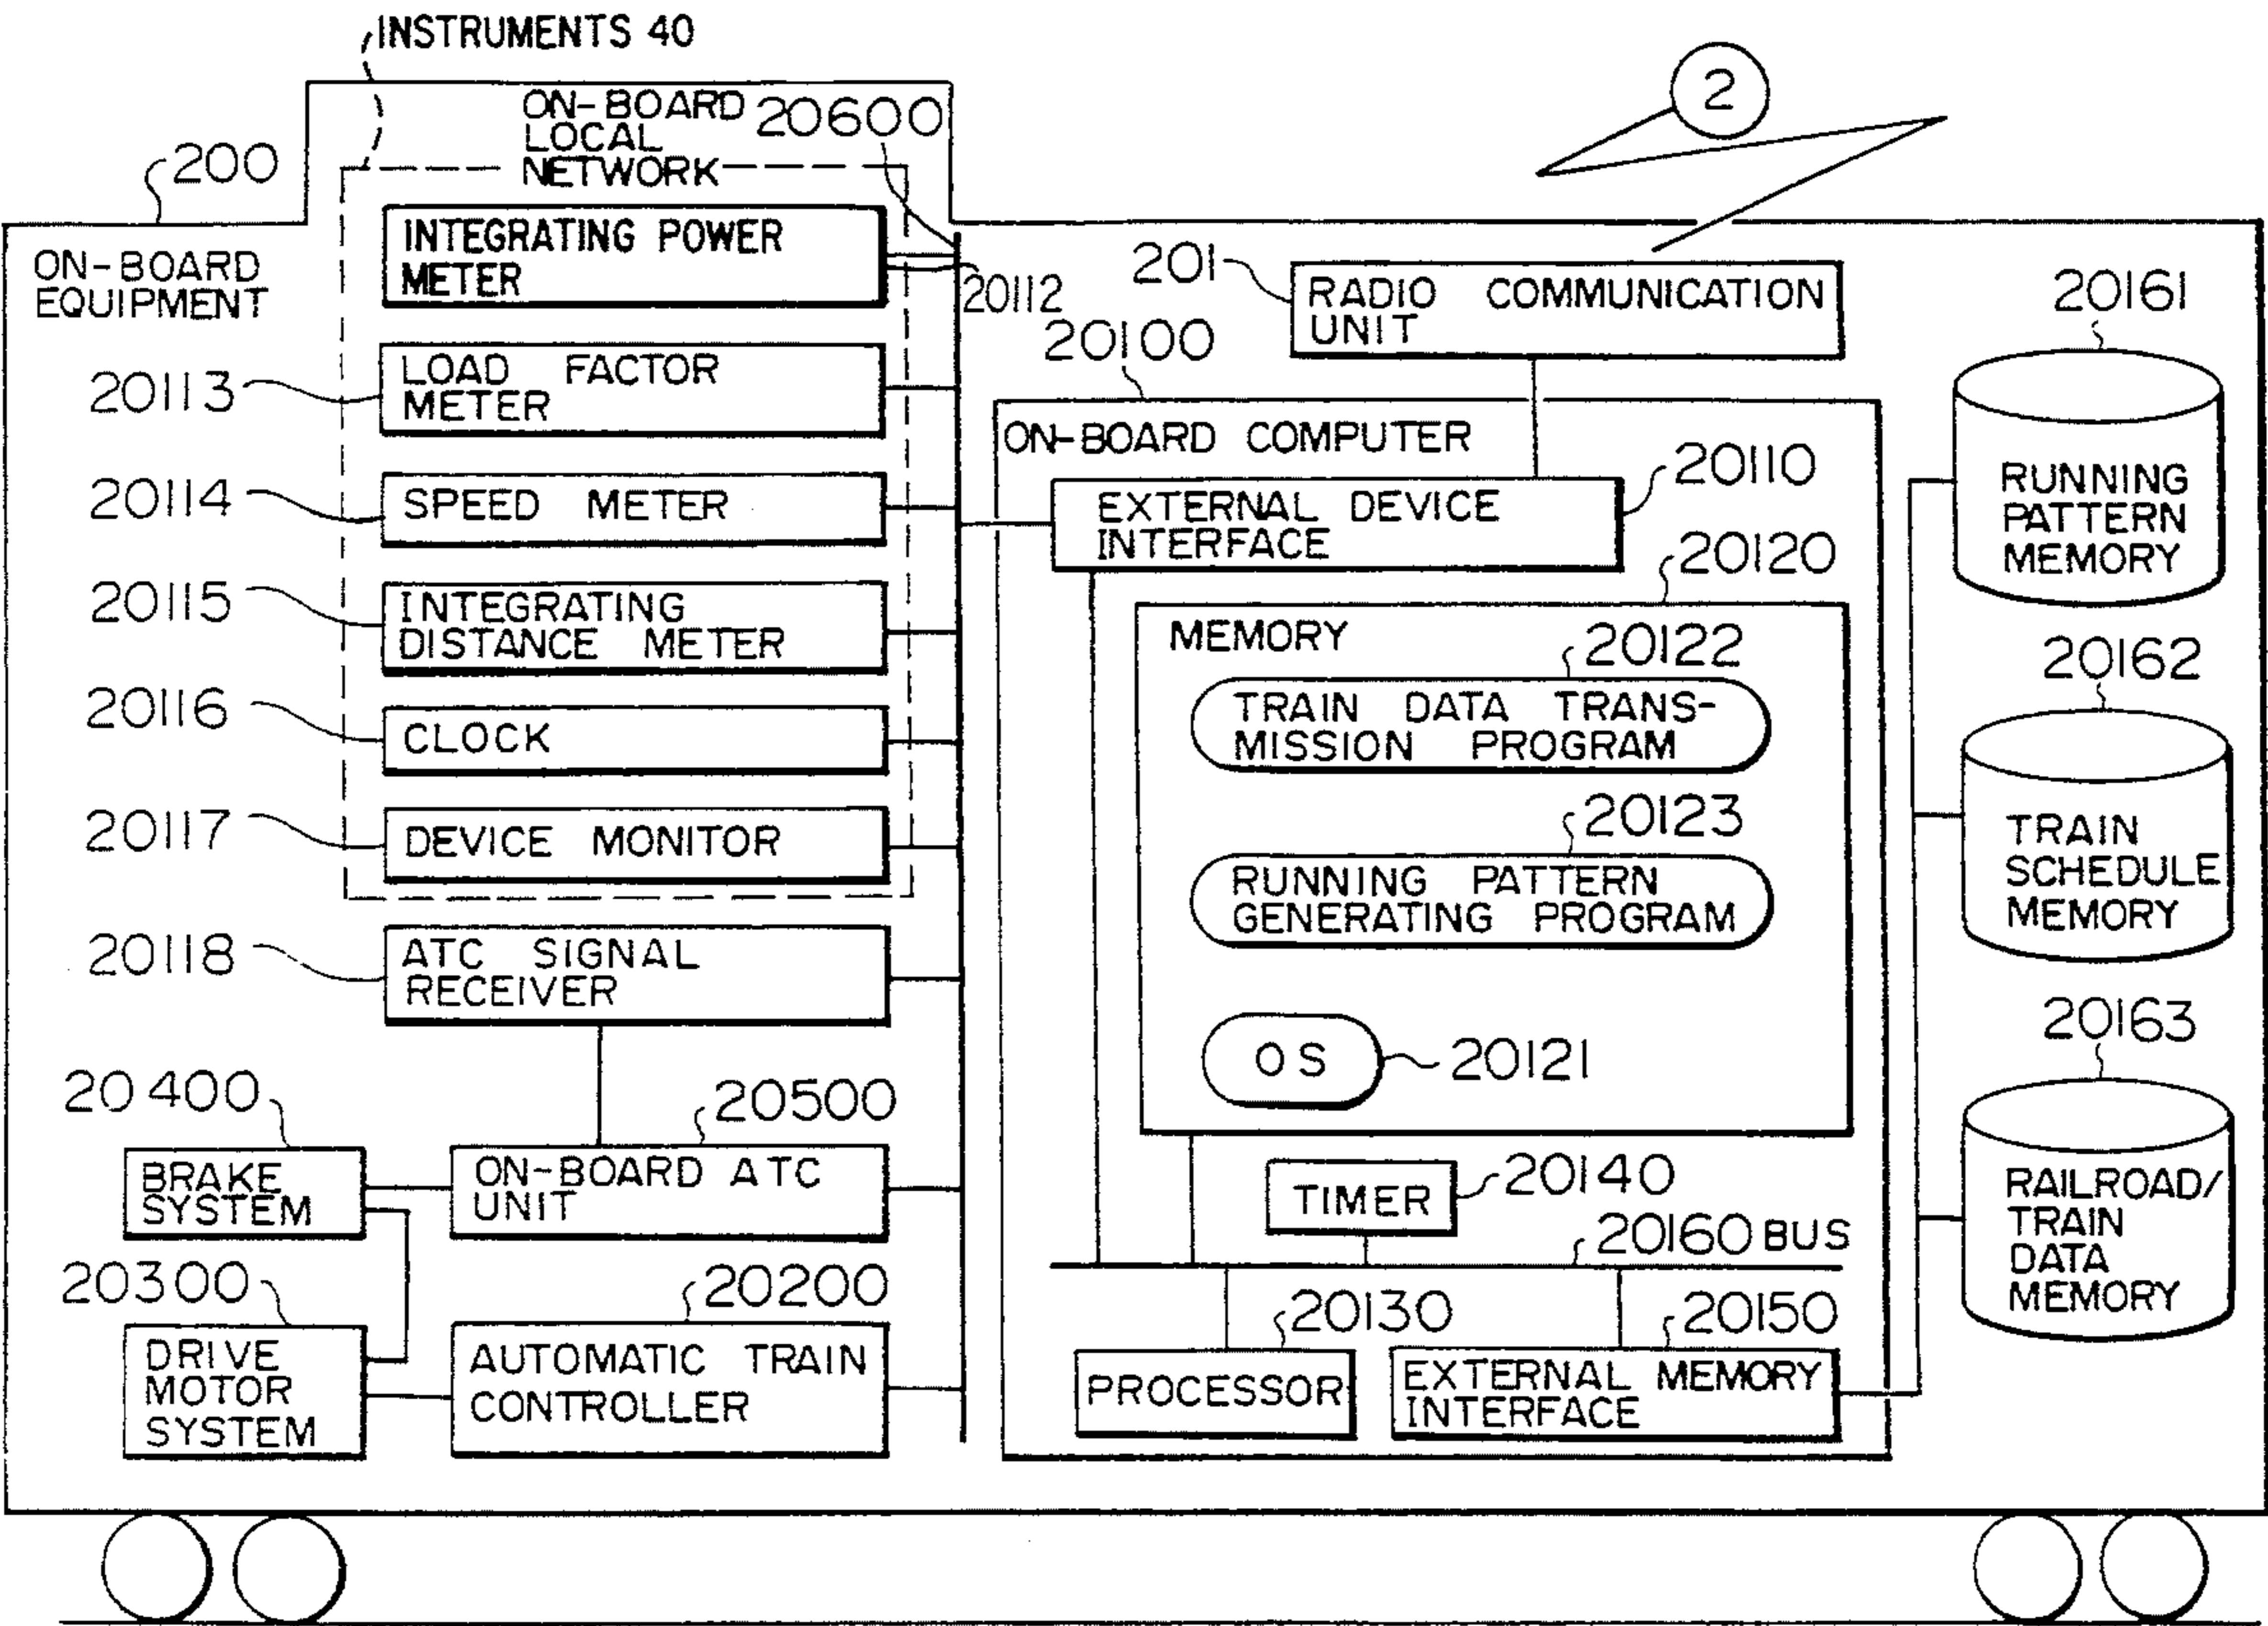 INSTRUMENTS 40
2
ON-BOARD
LOCAL
NETWORK
20600
200
ON-BOARD
EQUIPMENT
INTEGRATING POWER
METER
20112
201
RADIO COMMUNICATION
UNIT
20161
20100
20113
LOAD FACTOR
METER
ON-BOARD COMPUTER
20110
RUNNING
PATTERN
MEMORY
20114
SPEED METER
EXTERNAL DEVICE
INTERFACE
20120
20115
INTEGRATING
DISTANCE METER
MEMORY
20122
20162
20116
CLOCK
TRAIN DATA TRANS-
MISSION PROGRAM
20117
DEVICE MONITOR
20123
TRAIN
SCHEDULE
MEMORY
RUNNING PATTERN
GENERATING PROGRAM
20118
ATC SIGNAL
RECEIVER
20163
OS
20121
20400
20500
BRAKE
SYSTEM
ON-BOARD ATC
UNIT
TIMER
20140
RAILROAD/
TRAIN
DATA
MEMORY
20160 BUS
20300
20200
20130
20150
DRIVE
MOTOR
SYSTEM
AUTOMATIC TRAIN
CONTROLLER
PROCESSOR
EXTERNAL MEMORY
INTERFACE